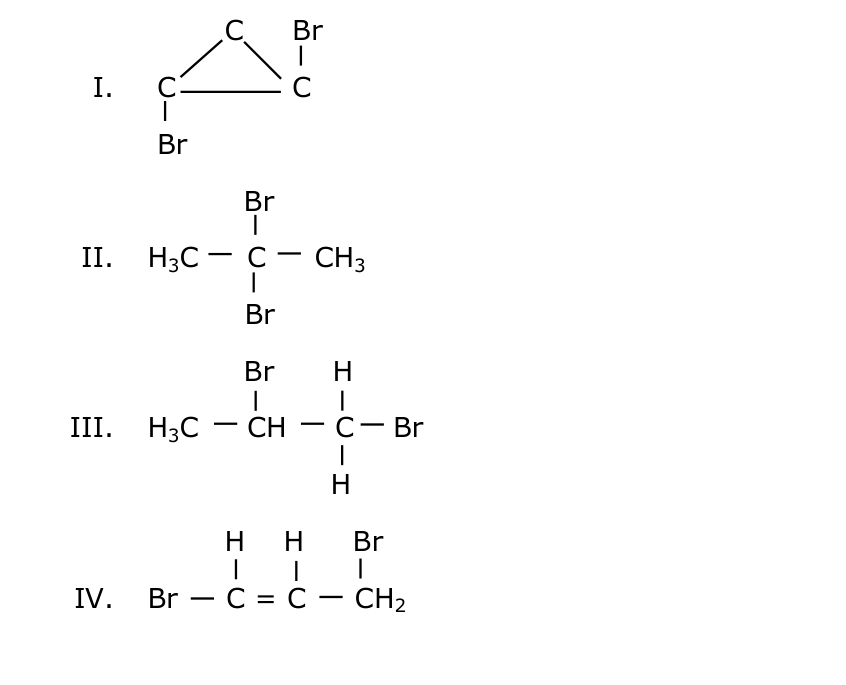 C Br
I. C C
Br
Br
II. H₃C — C — CH₃
Br
Br H
III. H₃C — CH — C — Br
H
H H Br
IV. Br — C = C — CH₂